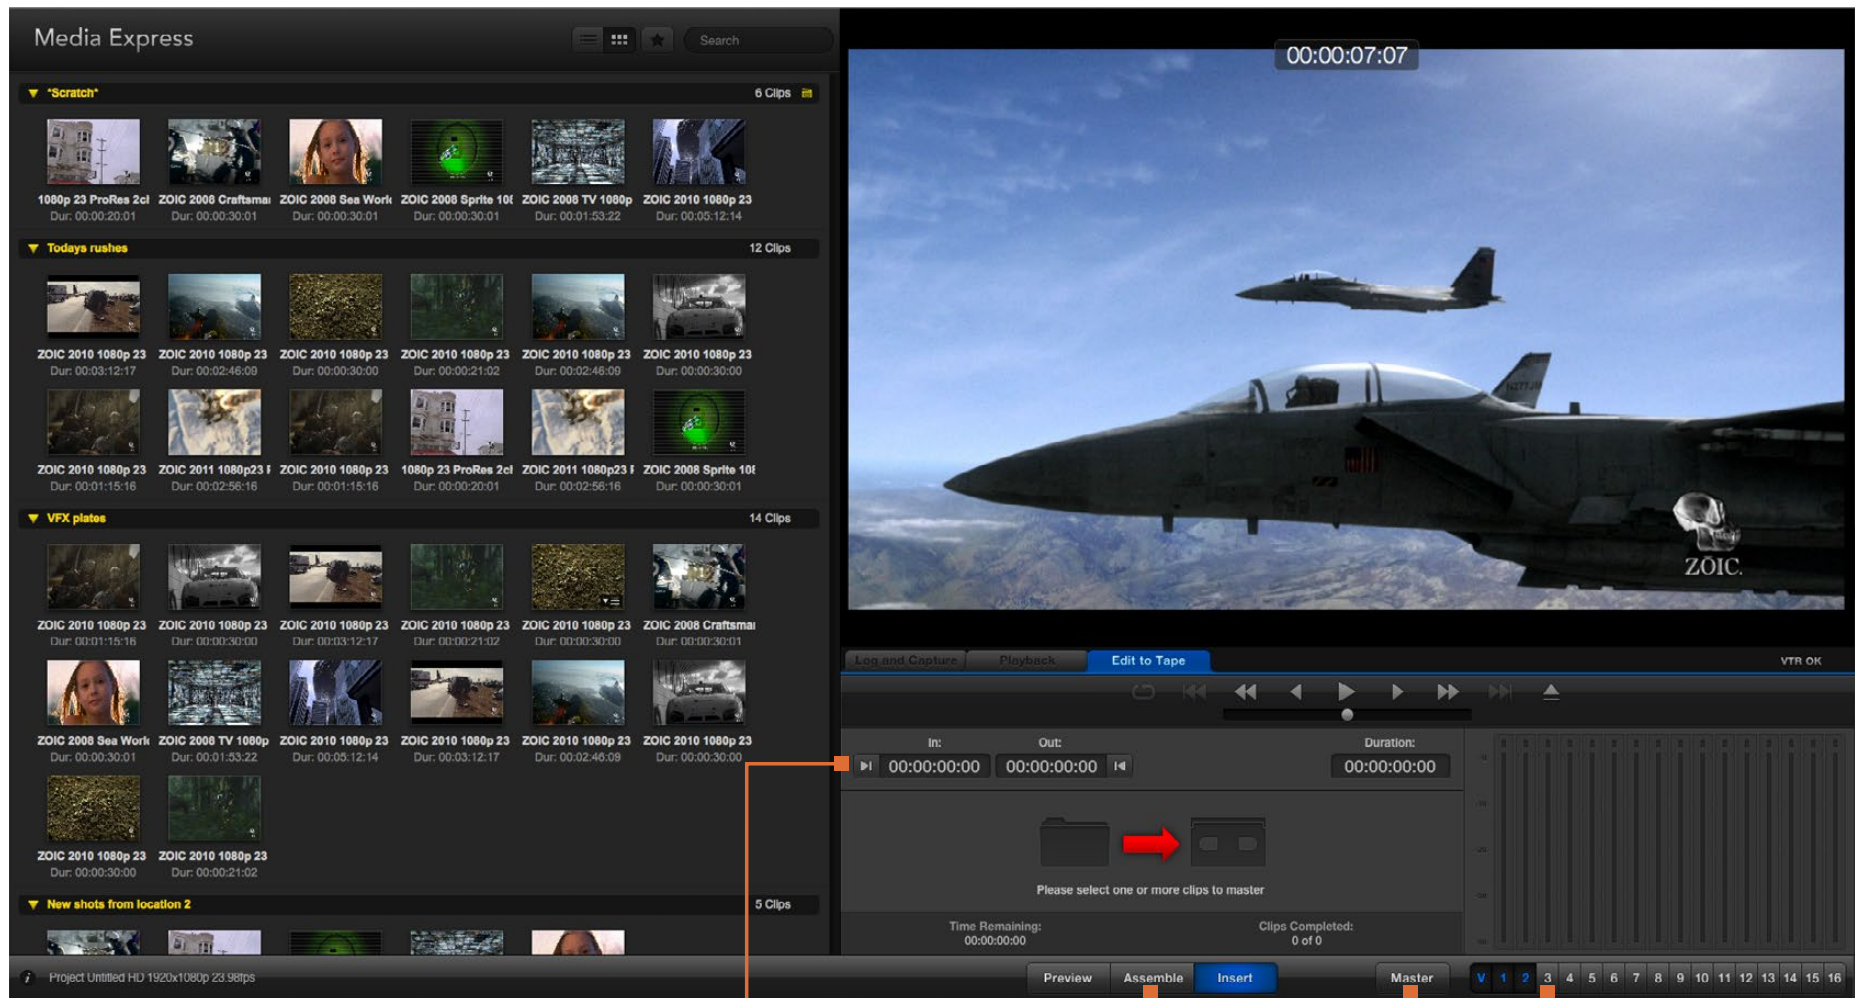 Media Express
Search
*Scratch* 6 Clips
1080p 23 ProRes 2cl ZOIC 2008 Craftsmar ZOIC 2008 Sea World ZOIC 2008 Sprite 108 ZOIC 2008 TV 1080p ZOIC 2010 1080p 23
Dur: 00:00:20:01 Dur: 00:00:30:01 Dur: 00:00:30:01 Dur: 00:00:30:01 Dur: 00:01:53:22 Dur: 00:05:12:14
Todays rushes 12 Clips
ZOIC 2010 1080p 23 ZOIC 2010 1080p 23 ZOIC 2010 1080p 23 ZOIC 2010 1080p 23 ZOIC 2010 1080p 23 ZOIC 2010 1080p 23
Dur: 00:03:12:17 Dur: 00:02:46:09 Dur: 00:00:30:00 Dur: 00:00:21:02 Dur: 00:02:46:09 Dur: 00:00:30:00
ZOIC 2010 1080p 23 ZOIC 2011 1080p23 F ZOIC 2010 1080p 23 1080p 23 ProRes 2cl ZOIC 2011 1080p23 F ZOIC 2008 Sprite 108
Dur: 00:01:15:16 Dur: 00:02:56:16 Dur: 00:01:15:16 Dur: 00:00:20:01 Dur: 00:02:56:16 Dur: 00:00:30:01
VFX plates 14 Clips
ZOIC 2010 1080p 23 ZOIC 2010 1080p 23 ZOIC 2010 1080p 23 ZOIC 2010 1080p 23 ZOIC 2010 1080p 23 ZOIC 2008 Craftsmar
Dur: 00:01:15:16 Dur: 00:00:30:00 Dur: 00:03:12:17 Dur: 00:00:21:02 Dur: 00:00:30:00 Dur: 00:00:30:01
ZOIC 2008 Sea World ZOIC 2008 TV 1080p ZOIC 2010 1080p 23 ZOIC 2010 1080p 23 ZOIC 2010 1080p 23 ZOIC 2010 1080p 23
Dur: 00:00:30:01 Dur: 00:01:53:22 Dur: 00:05:12:14 Dur: 00:03:12:17 Dur: 00:02:46:09 Dur: 00:00:30:00
ZOIC 2010 1080p 23 ZOIC 2010 1080p 23
Dur: 00:00:30:00 Dur: 00:00:21:02
New shots from location 2 5 Clips
Project Untitled HD 1920x1080p 23.98fps
00:00:07:07
ZOIC.
Log and Capture Playback Edit to Tape VTR OK
In: Out: Duration:
00:00:00:00 00:00:00:00 00:00:00:00
Please select one or more clips to master
Time Remaining: Clips Completed:
00:00:00:00 0 of 0
Preview Assemble Insert Master V 1 2 3 4 5 6 7 8 9 10 11 12 13 14 15 16